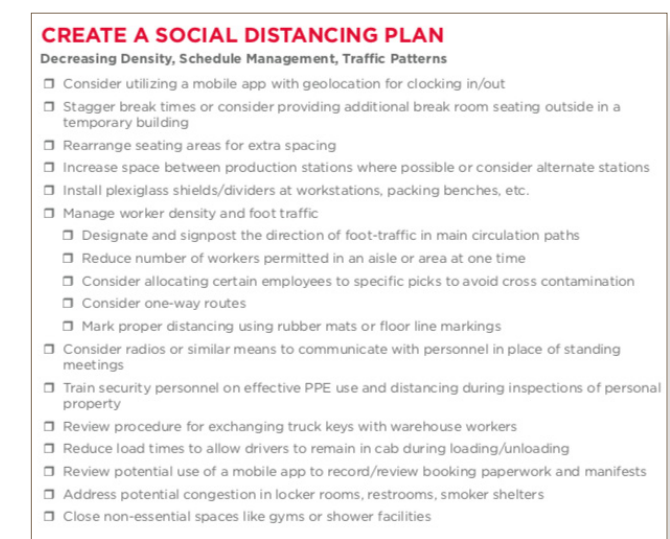 CREATE A SOCIAL DISTANCING PLAN
Decreasing Density, Schedule Management, Traffic Patterns
❒ Consider utilizing a mobile app with geolocation for clocking in/out
❒ Stagger break times or consider providing additional break room seating outside in a
temporary building
❒ Rearrange seating areas for extra spacing
❒ Increase space between production stations where possible or consider alternate stations
❒ Install plexiglass shields/dividers at workstations, packing benches, etc.
❒ Manage worker density and foot traffic
❒ Designate and signpost the direction of foot-traffic in main circulation paths
❒ Reduce number of workers permitted in an aisle or area at one time
❒ Consider allocating certain employees to specific picks to avoid cross contamination
❒ Consider one-way routes
❒ Mark proper distancing using rubber mats or floor line markings
❒ Consider radios or similar means to communicate with personnel in place of standing
meetings
❒ Train security personnel on effective PPE use and distancing during inspections of personal
property
❒ Review procedure for exchanging truck keys with warehouse workers
❒ Reduce load times to allow drivers to remain in cab during loading/unloading
❒ Review potential use of a mobile app to record/review booking paperwork and manifests
❒ Address potential congestion in locker rooms, restrooms, smoker shelters
❒ Close non-essential spaces like gyms or shower facilities